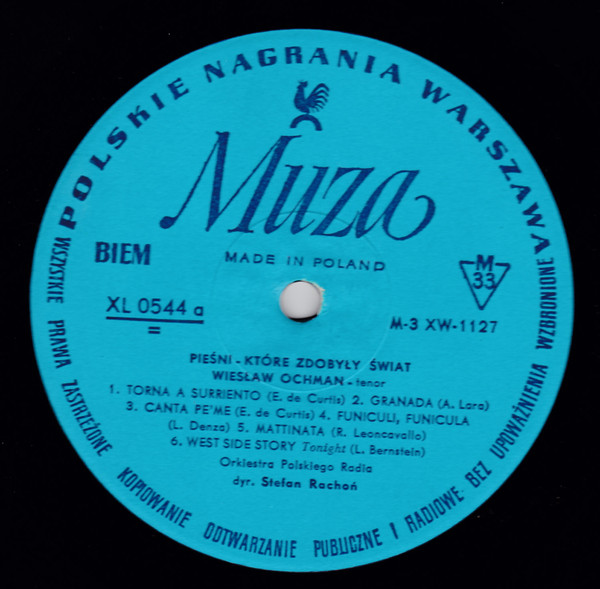 POLSKIE NAGRANIA WARSZAWA
Muza
BIEM
MADE IN POLAND
M
33
XL 0544 a
=
M-3 XW-1127
PIEŚNI - KTÓRE ZDOBYŁY ŚWIAT
WIESŁAW OCHMAN - tenor
1. TORNA A SURRIENTO (E. de Curtis) 2. GRANADA (A. Lara)
3. CANTA PE'ME (E. de Curtis) 4. FUNICULI, FUNICULA
(L. Denza) 5. MATTINATA (R. Leoncavallo)
6. WEST SIDE STORY Tonight (L. Bernstein)
Orkiestra Polskiego Radia
dyr. Stefan Rachoń
WSZYSTKIE PRAWA ZASTRZEŻONE KOPIOWANIE ODTWARZANIE PUBLICZNE I RADIOWE BEZ UPOWAŻNIENIA WZBRONIONE